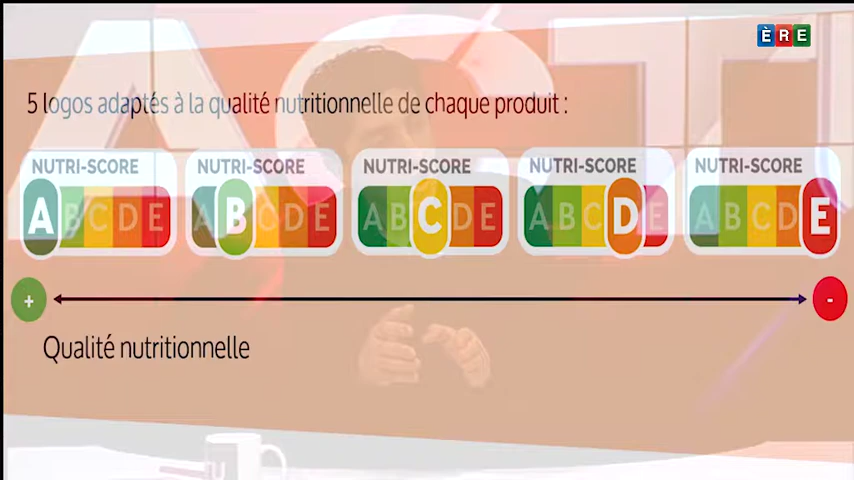 ÈRE
ACT
5 logos adaptés à la qualité nutritionnelle de chaque produit :
NUTRI-SCORE NUTRI-SCORE NUTRI-SCORE NUTRI-SCORE NUTRI-SCORE
A B C D E A B C D E A B C D E A B C D E A B C D E
+ -
Qualité nutritionnelle